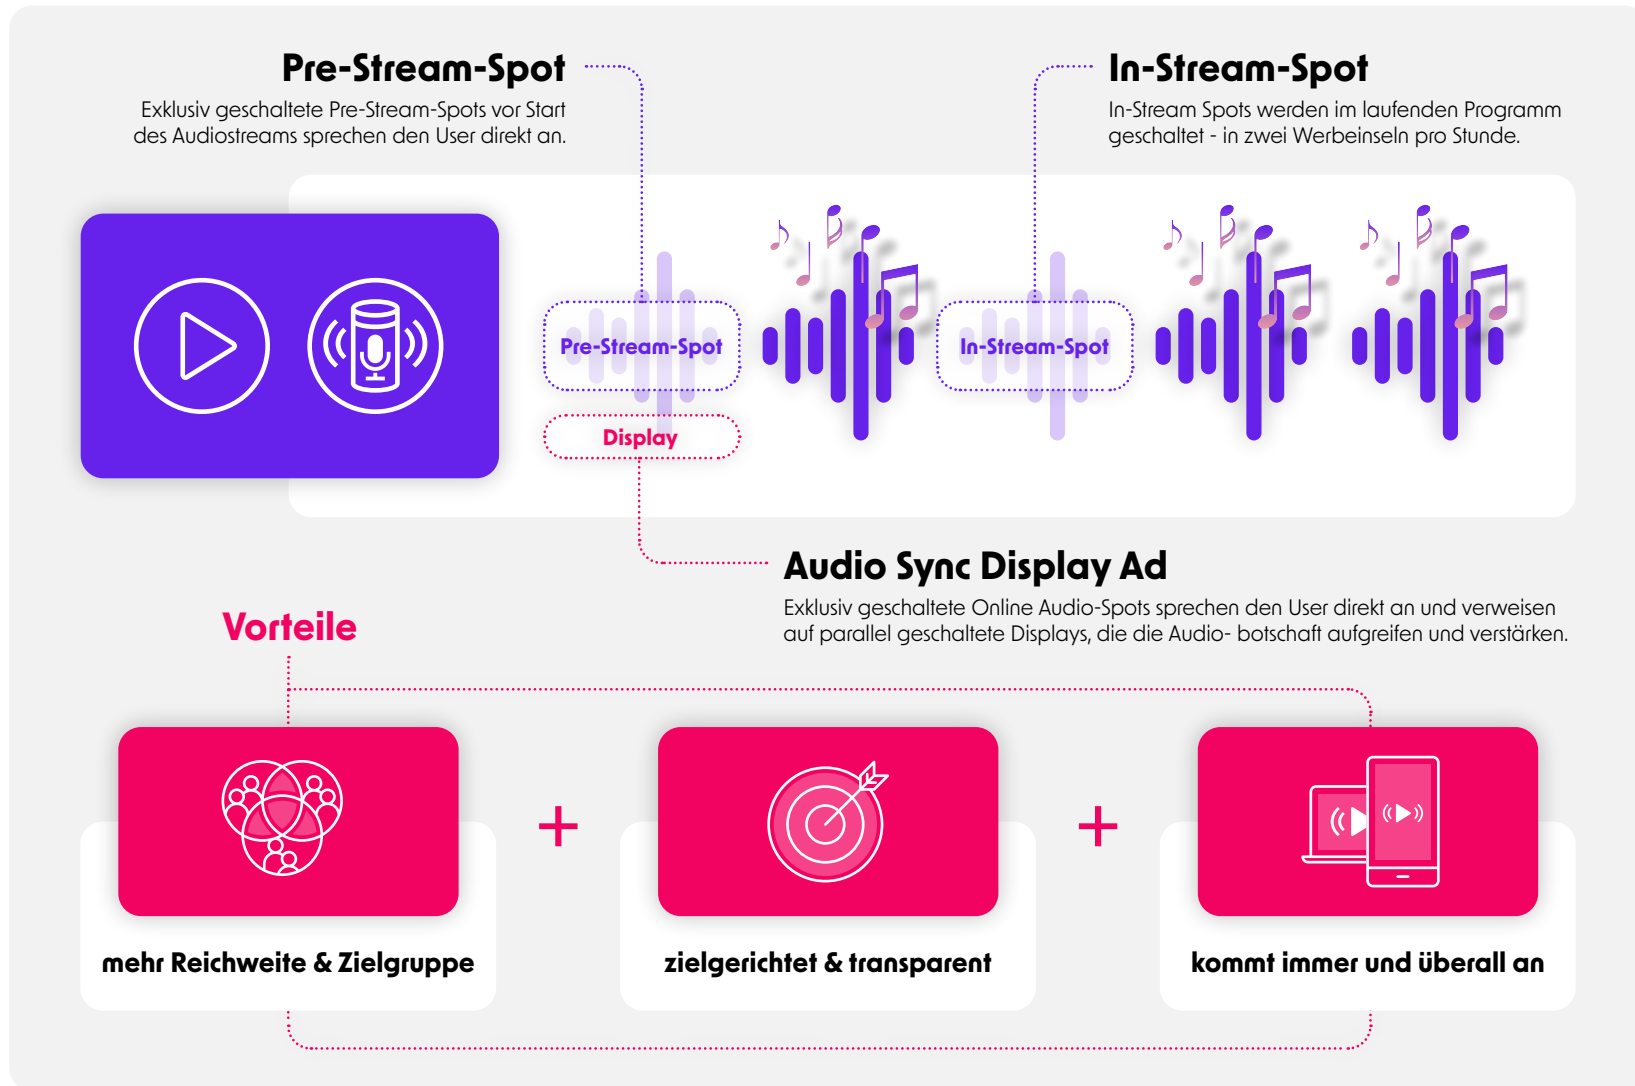 Pre-Stream-Spot
Exklusiv geschaltete Pre-Stream-Spots vor Start
des Audiostreams sprechen den User direkt an.
In-Stream-Spot
In-Stream Spots werden im laufenden Programm
geschaltet - in zwei Werbeinseln pro Stunde.
Pre-Stream-Spot
In-Stream-Spot
Display
Audio Sync Display Ad
Exklusiv geschaltete Online Audio-Spots sprechen den User direkt an und verweisen
auf parallel geschaltete Displays, die die Audio- botschaft aufgreifen und verstärken.
Vorteile
+
+
mehr Reichweite & Zielgruppe
zielgerichtet & transparent
kommt immer und überall an